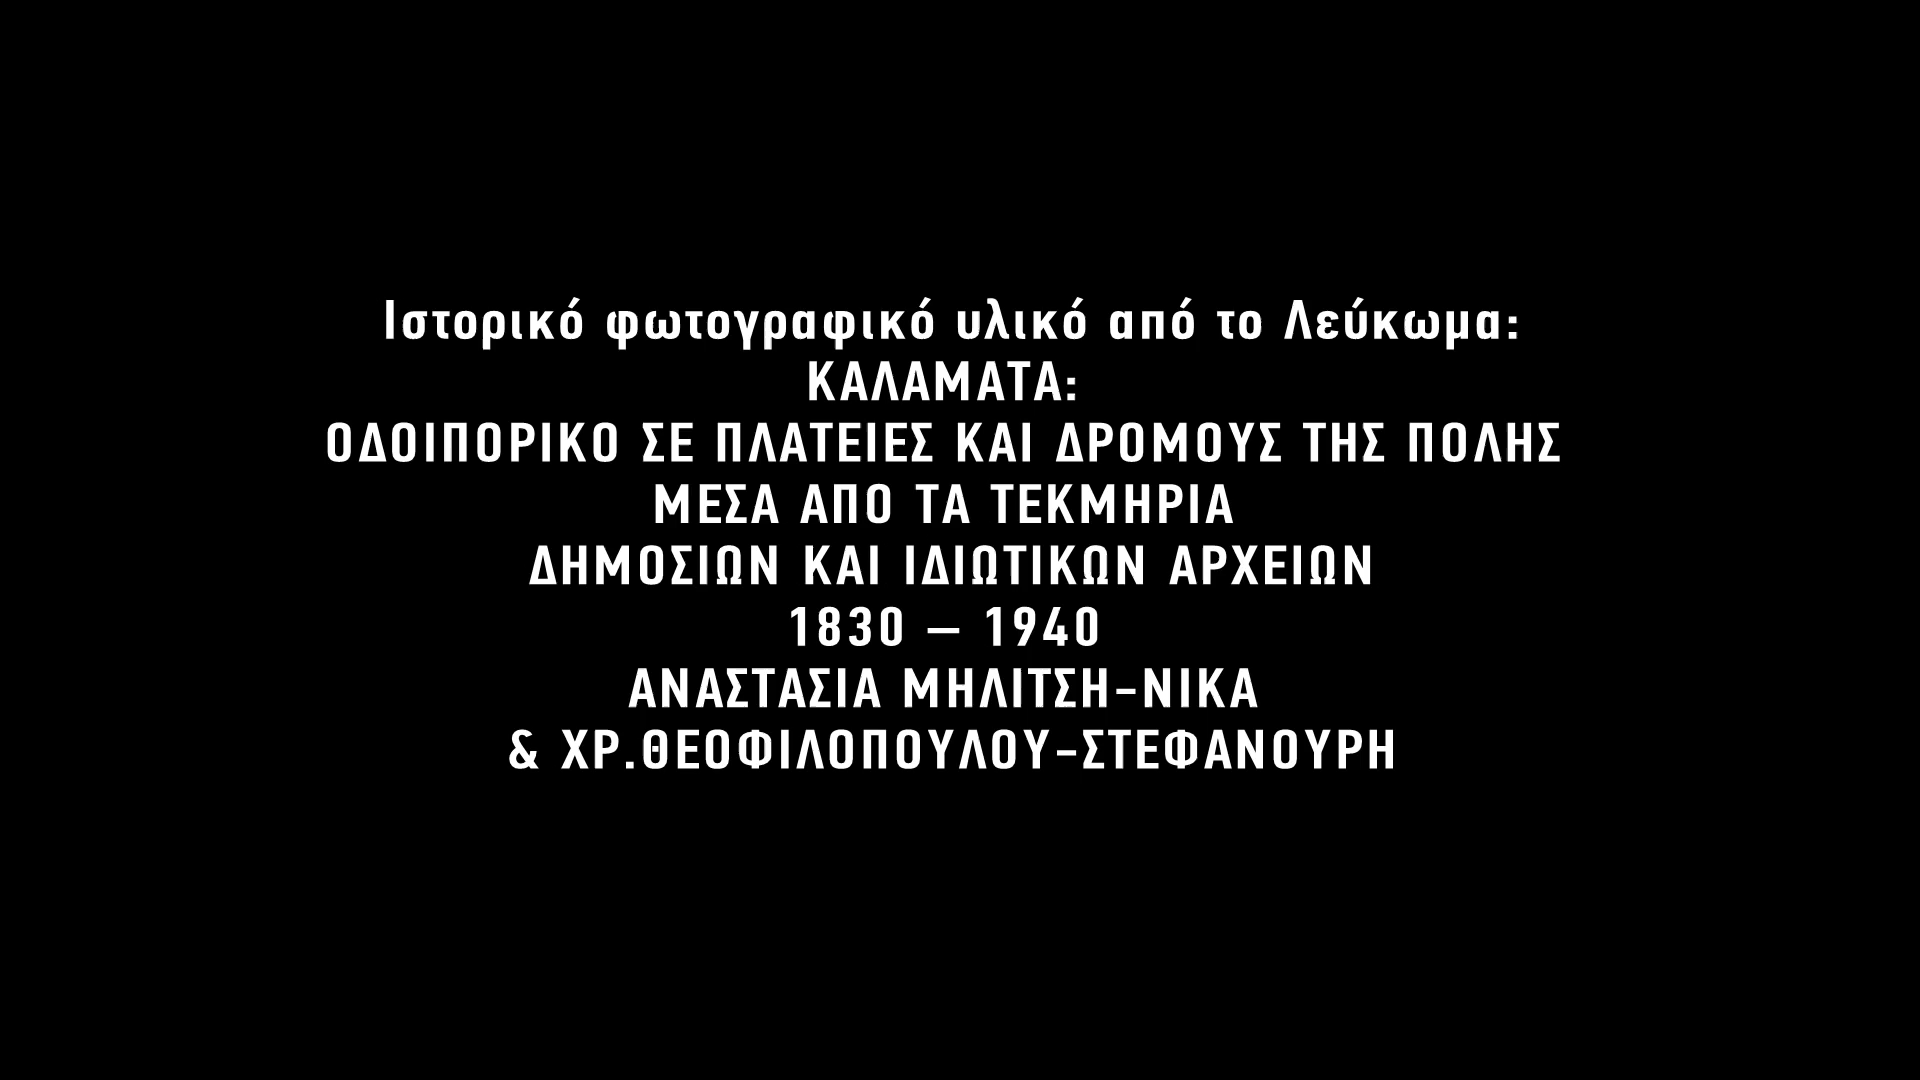 Ιστορικό φωτογραφικό υλικό από το Λεύκωμα:
ΚΑΛΑΜΑΤΑ:
ΟΔΟΙΠΟΡΙΚΟ ΣΕ ΠΛΑΤΕΙΕΣ ΚΑΙ ΔΡΟΜΟΥΣ ΤΗΣ ΠΟΛΗΣ
ΜΕΣΑ ΑΠΟ ΤΑ ΤΕΚΜΗΡΙΑ
ΔΗΜΟΣΙΩΝ ΚΑΙ ΙΔΙΩΤΙΚΩΝ ΑΡΧΕΙΩΝ
1830 – 1940
ΑΝΑΣΤΑΣΙΑ ΜΗΛΙΤΣΗ-ΝΙΚΑ
& ΧΡ.ΘΕΟΦΙΛΟΠΟΥΛΟΥ-ΣΤΕΦΑΝΟΥΡΗ